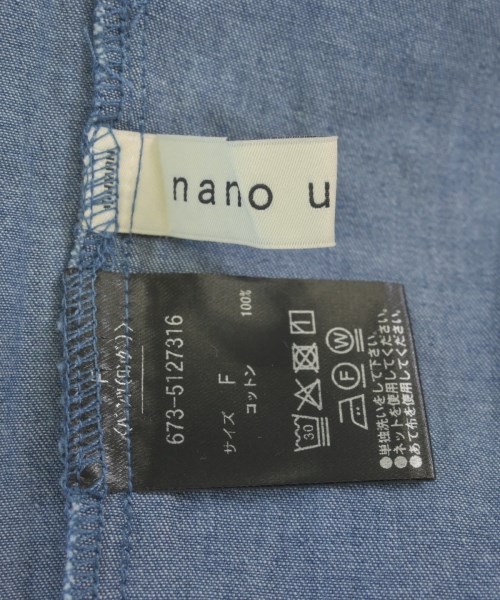 nano u
673-5127316
サイズ F
コットン 100%
30
F W
●単独洗いをして下さい。
●ネットを使用してください。
●あて布を使用してください。